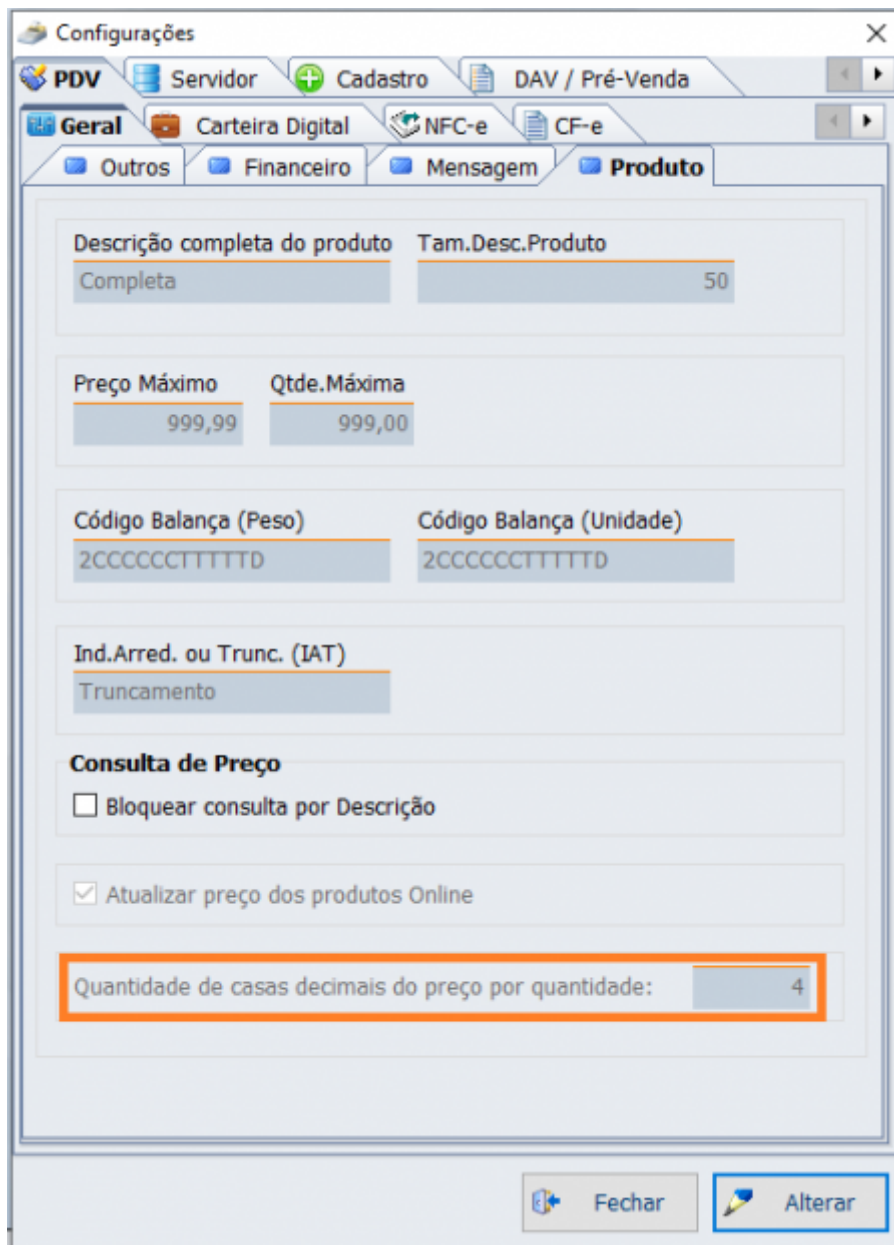 Configurações
PDV Servidor Cadastro DAV / Pré-Venda
Geral Carteira Digital NFC-e CF-e
Outros Financeiro Mensagem Produto
Descrição completa do produto Tam.Desc.Produto
Completa 50
Preço Máximo Qtde.Máxima
999,99 999,00
Código Balança (Peso) Código Balança (Unidade)
2CCCCCCTTTTTD 2CCCCCCTTTTTD
Ind.Arred. ou Trunc. (IAT)
Truncamento
Consulta de Preço
Bloquear consulta por Descrição
Atualizar preço dos produtos Online
Quantidade de casas decimais do preço por quantidade: 4
Fechar Alterar